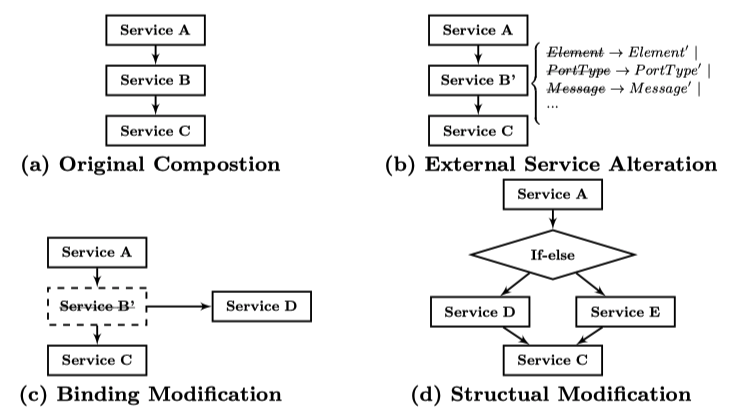 Service A
Service B
Service C
(a) Original Compostion
Service A
Service B'
Service C
Element → Element′ |
PortType → PortType′ |
Message → Message′ |
...
(b) External Service Alteration
Service A
Service B'
Service D
Service C
(c) Binding Modification
Service A
If-else
Service D
Service E
Service C
(d) Structual Modification